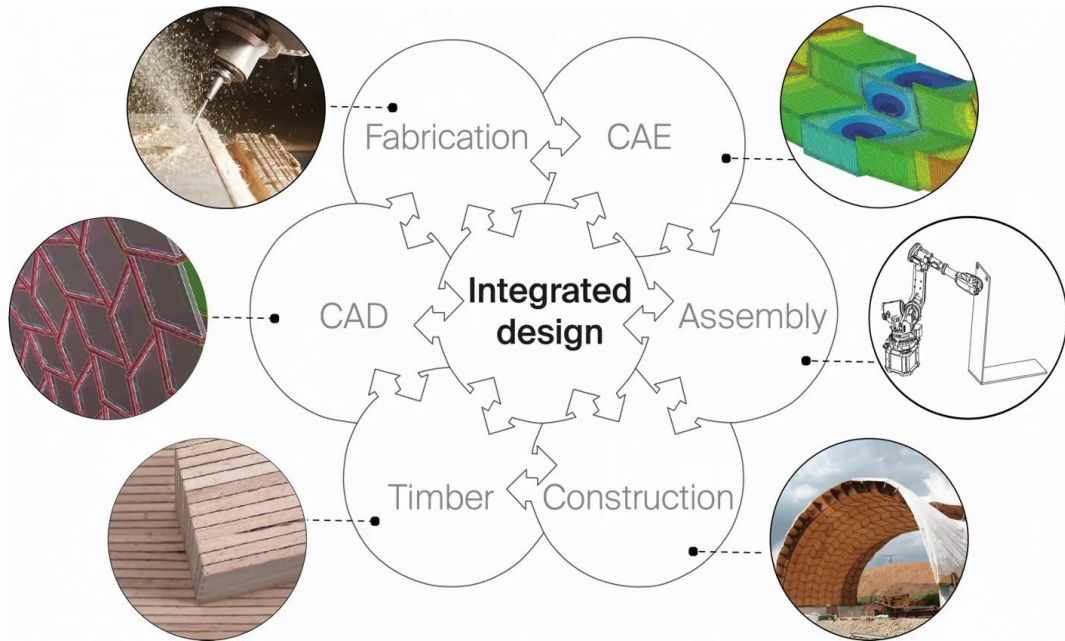 Fabrication
CAE
CAD
Integrated
design
Assembly
Timber
Construction